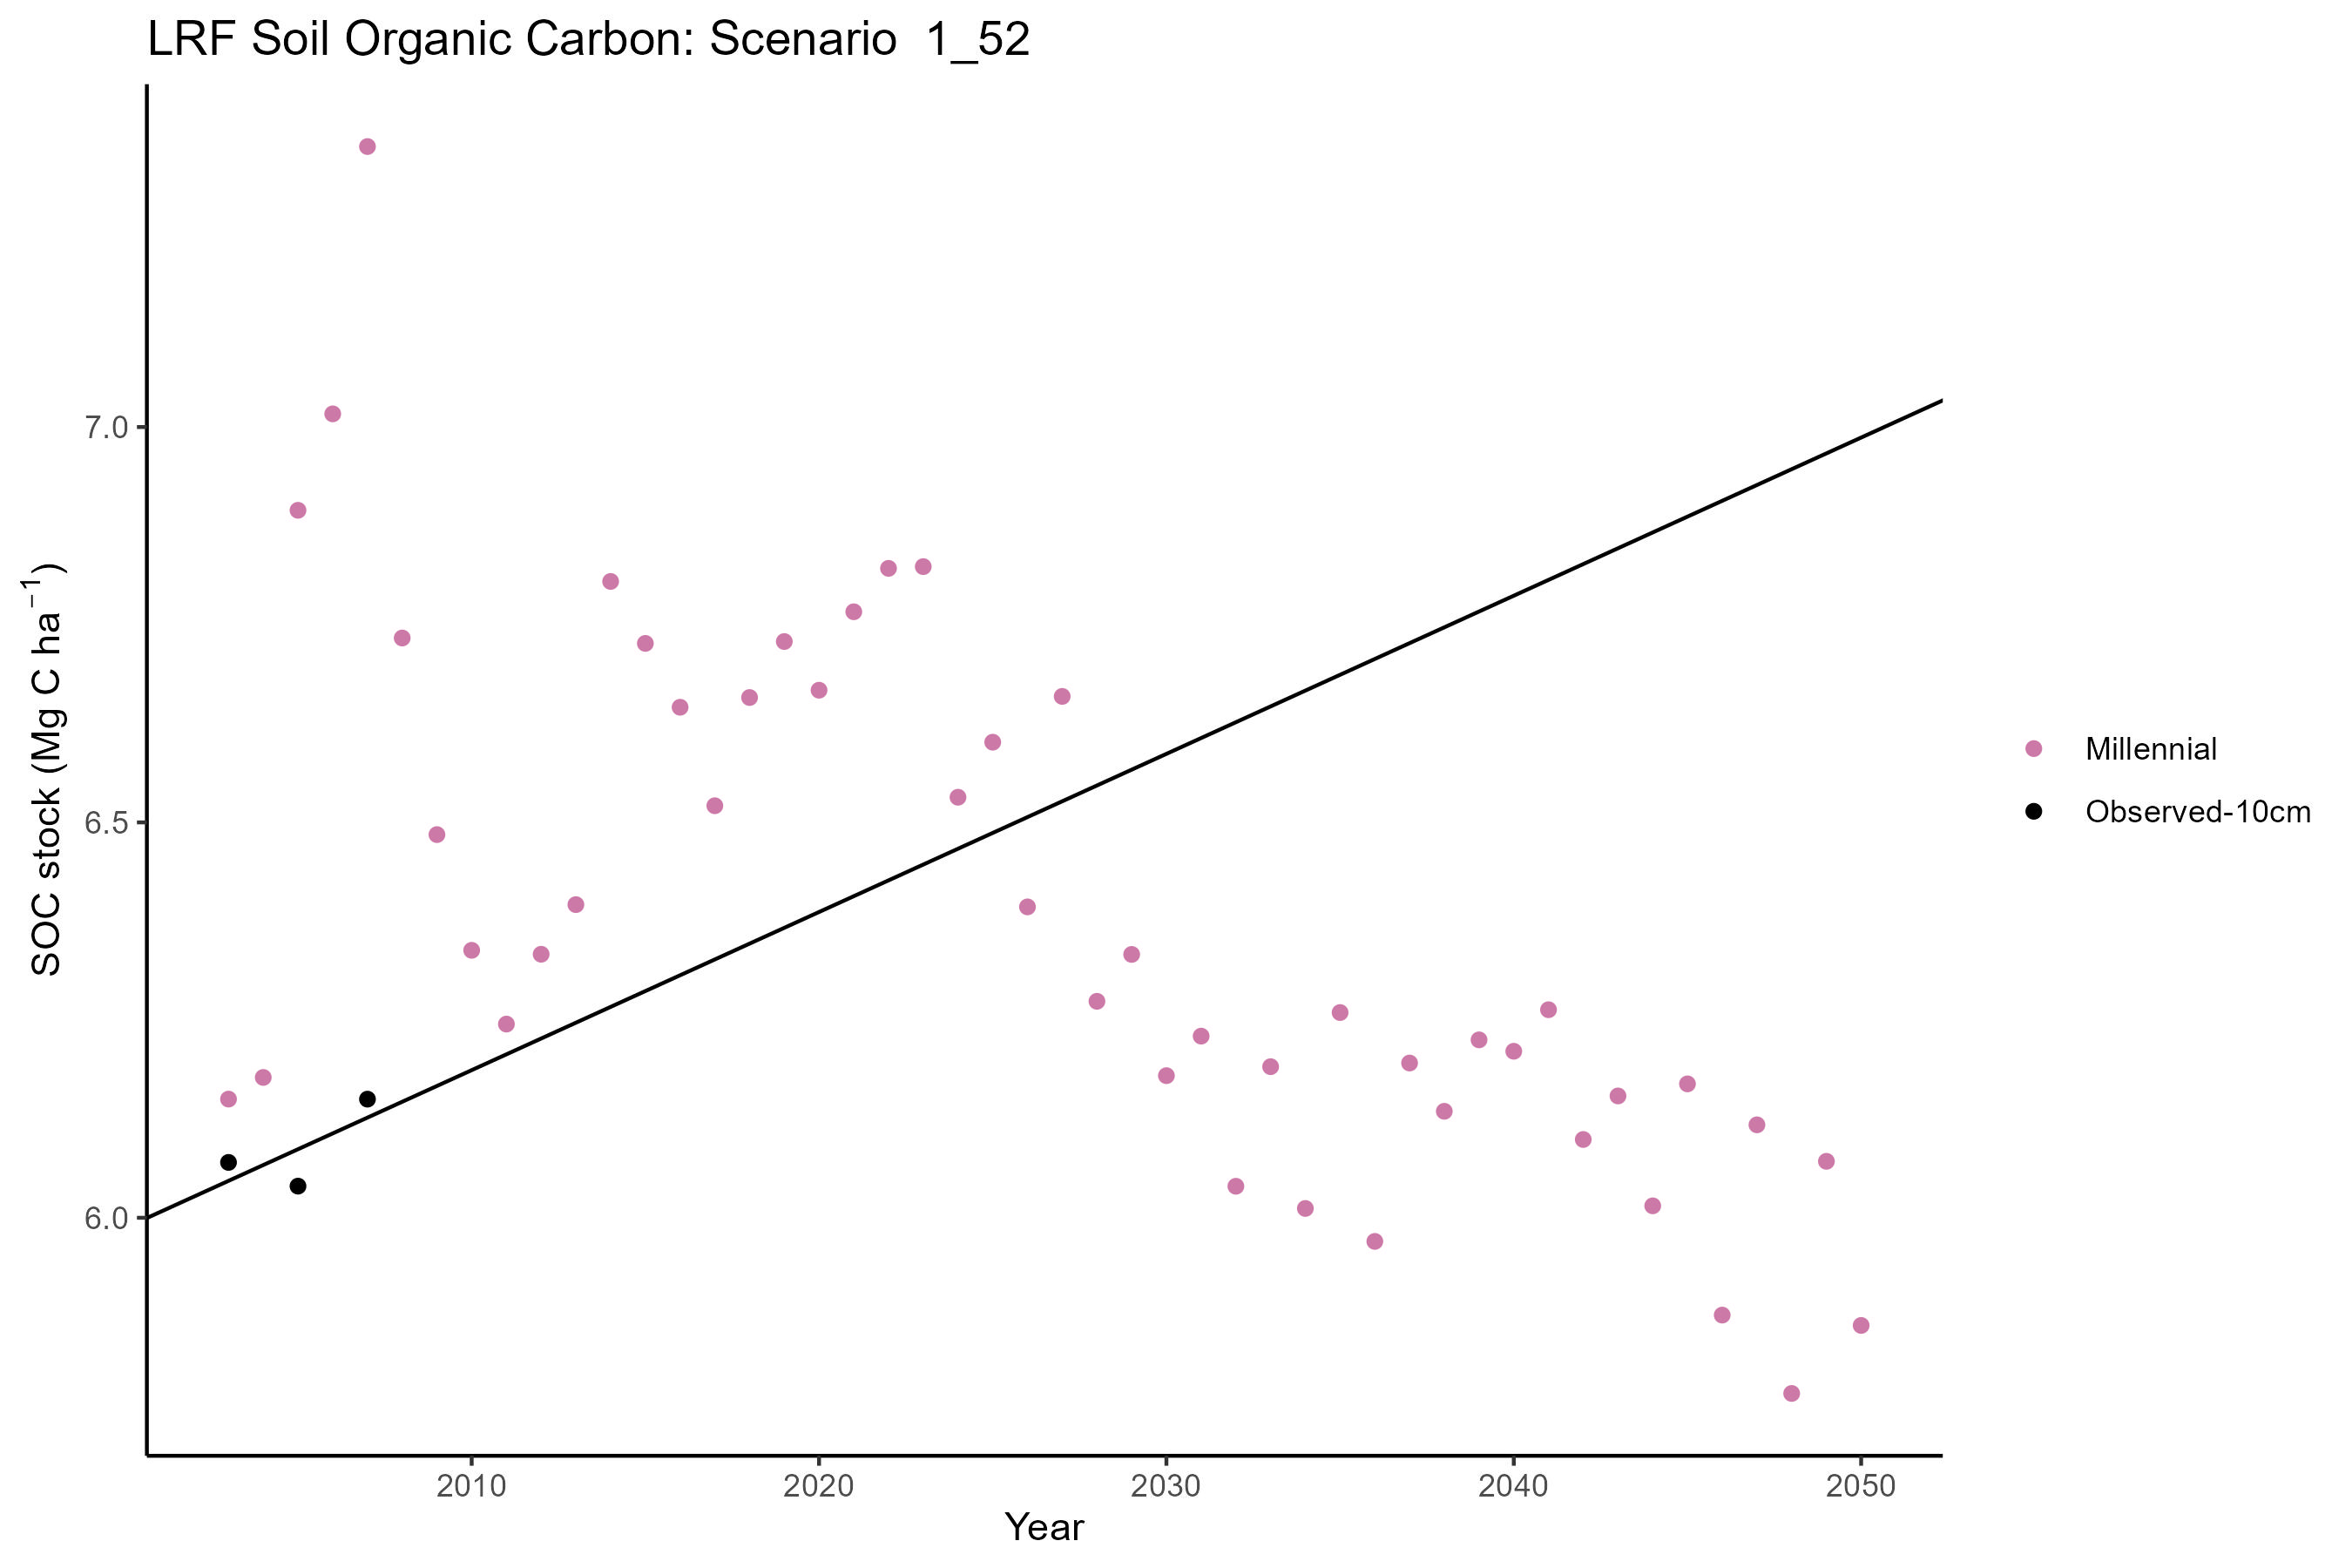 LRF Soil Organic Carbon: Scenario  1_52
SOC stock (Mg C ha⁻¹)
7.0
6.5
6.0
2010
2020
2030
2040
2050
Year
Millennial
Observed-10cm